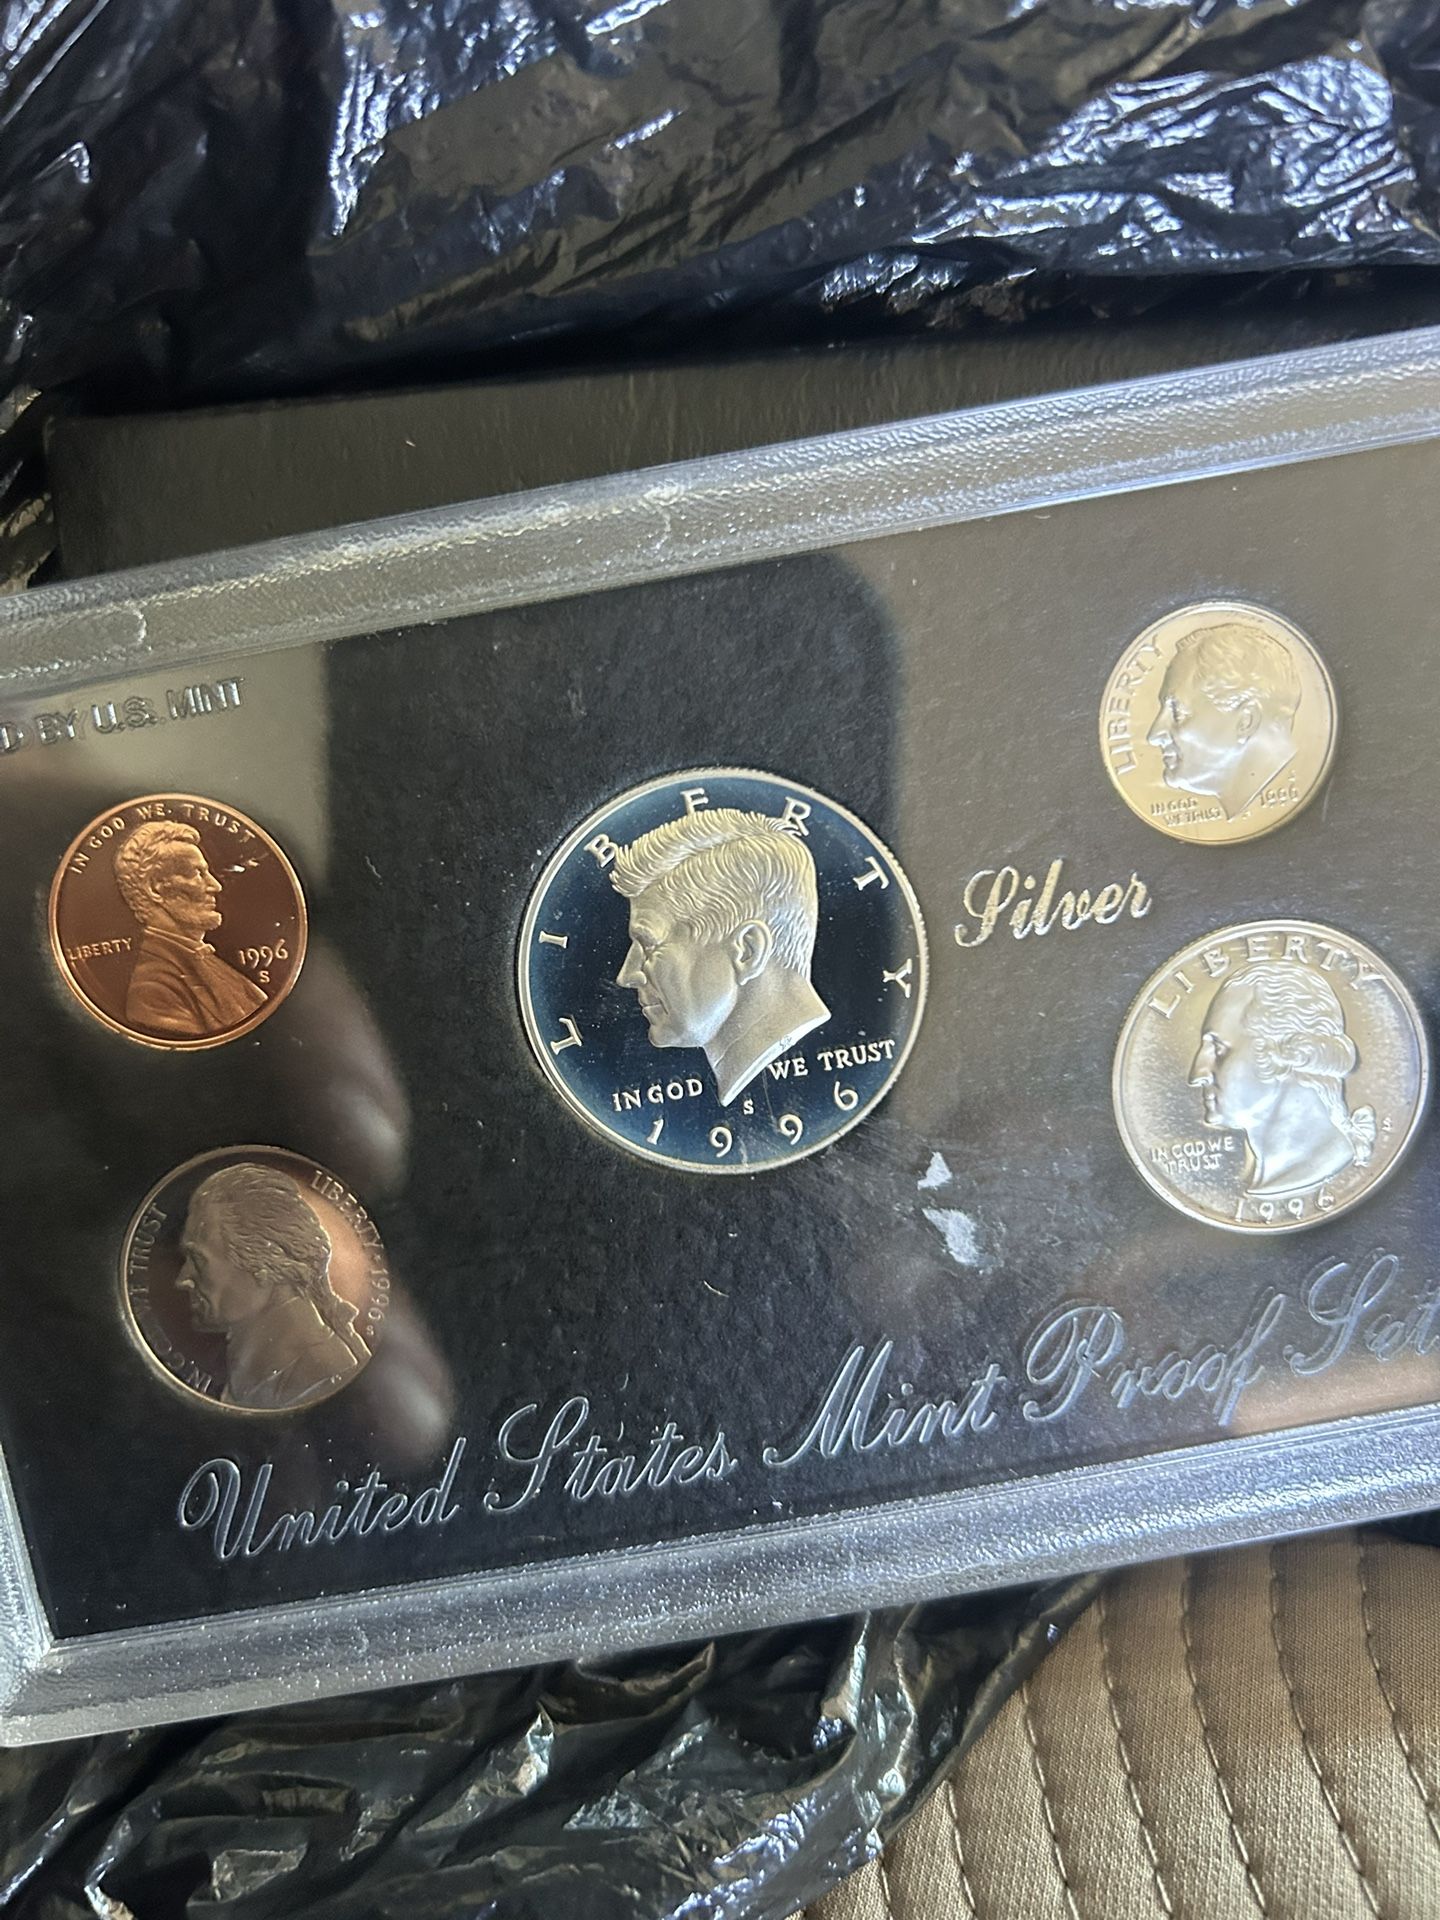 D BY U.S. MINT
IN GOD WE TRUST
LIBERTY
1996
S
LIBERTY
IN GOD WE TRUST
S
1996
LIBERTY
IN GOD
WE TRUST
1996
Silver
LIBERTY
IN GOD WE
TRUST
S
1996
WE TRUST
LIBERTY
1996
S
United States Mint Proof Set